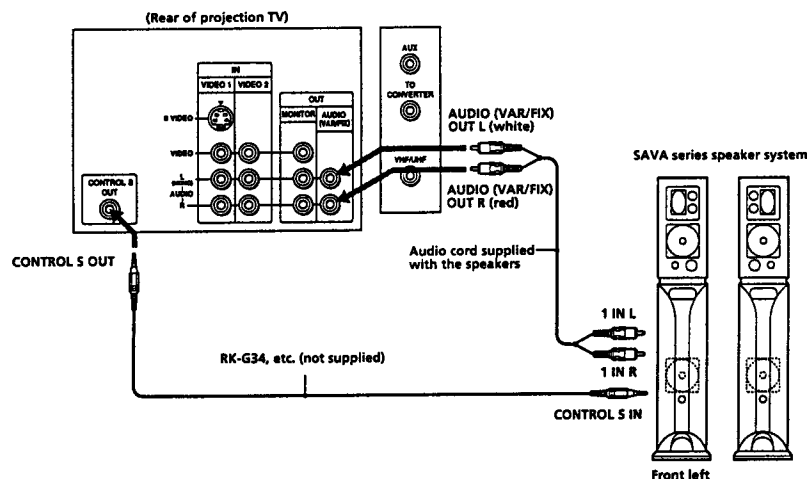 (Rear of projection TV)
IN
VIDEO 1 VIDEO 2
S VIDEO
VIDEO
L
(MONO)
AUDIO
R
OUT
MONITOR
AUDIO
(VAR/FIX)
AUX
TO
CONVERTER
VHF/UHF
CONTROL S
OUT
AUDIO (VAR/FIX)
OUT L (white)
AUDIO (VAR/FIX)
OUT R (red)
SAVA series speaker system
Audio cord supplied
with the speakers
CONTROL S OUT
1 IN L
1 IN R
RK-G34, etc. (not supplied)
CONTROL S IN
Front left